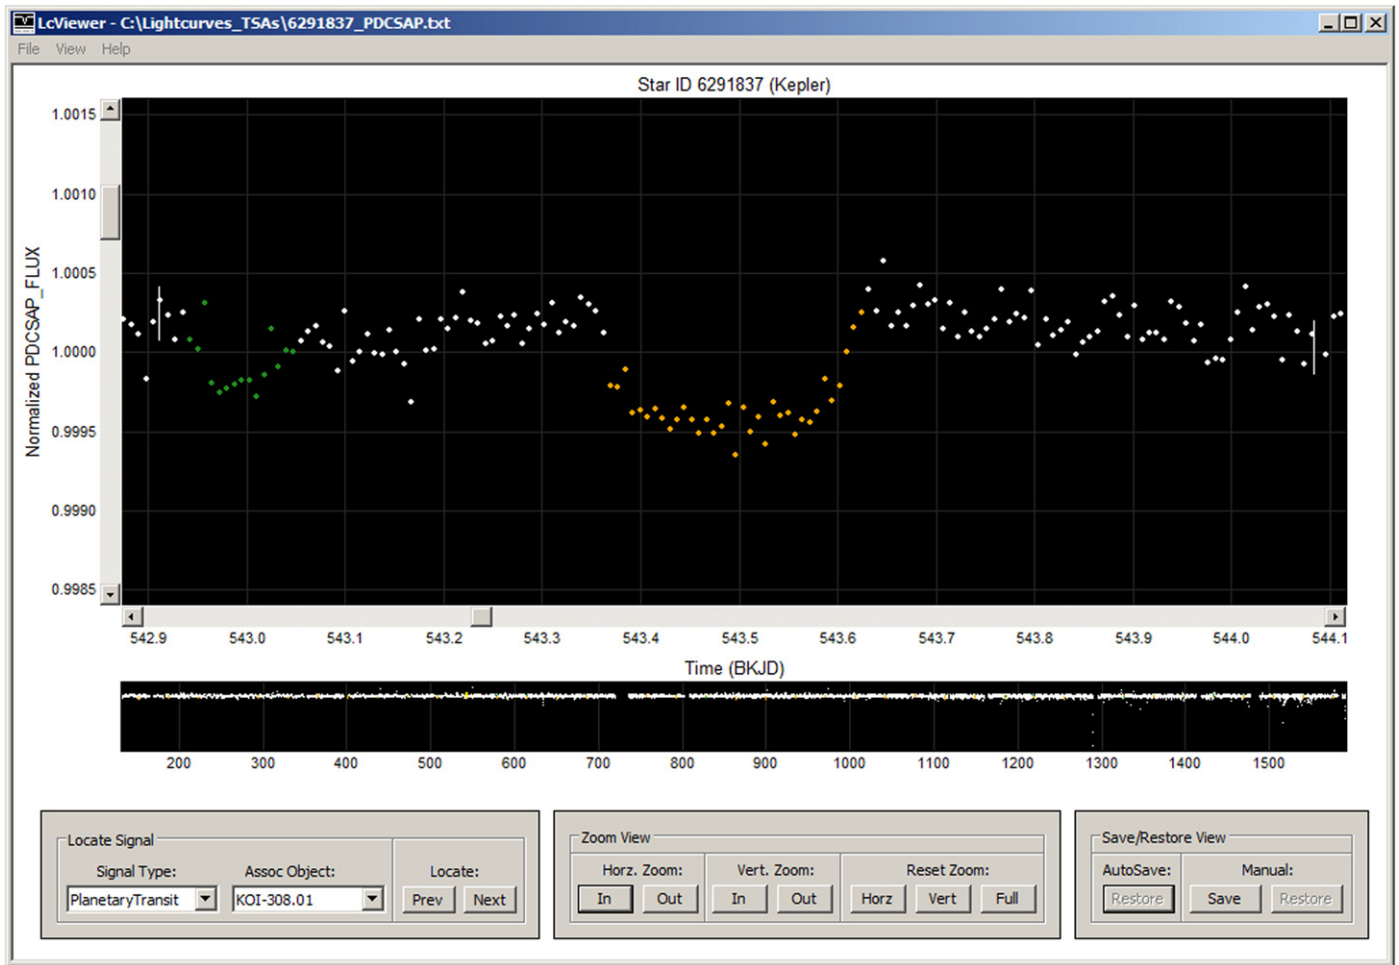 LcViewer - C:\Lightcurves_TSAs\6291837_PDCSAP.txt
File View Help
Star ID 6291837 (Kepler)
Normalized PDCSAP_FLUX
1.0015
1.0010
1.0005
1.0000
0.9995
0.9990
0.9985
542.9 543.0 543.1 543.2 543.3 543.4 543.5 543.6 543.7 543.8 543.9 544.0 544.1
Time (BKJD)
200 300 400 500 600 700 800 900 1000 1100 1200 1300 1400 1500
Locate Signal
Signal Type: Assoc Object: Locate:
PlanetaryTransit KOI-308.01 Prev Next
Zoom View
Horz. Zoom: Vert. Zoom: Reset Zoom:
In Out In Out Horz Vert Full
Save/Restore View
AutoSave: Manual:
Restore Save Restore